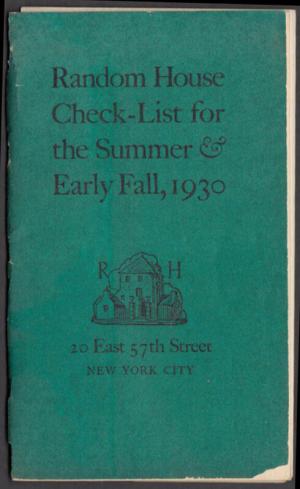 Random House
Check-List for
the Summer &
Early Fall, 1930
R H
20 East 57th Street
NEW YORK CITY